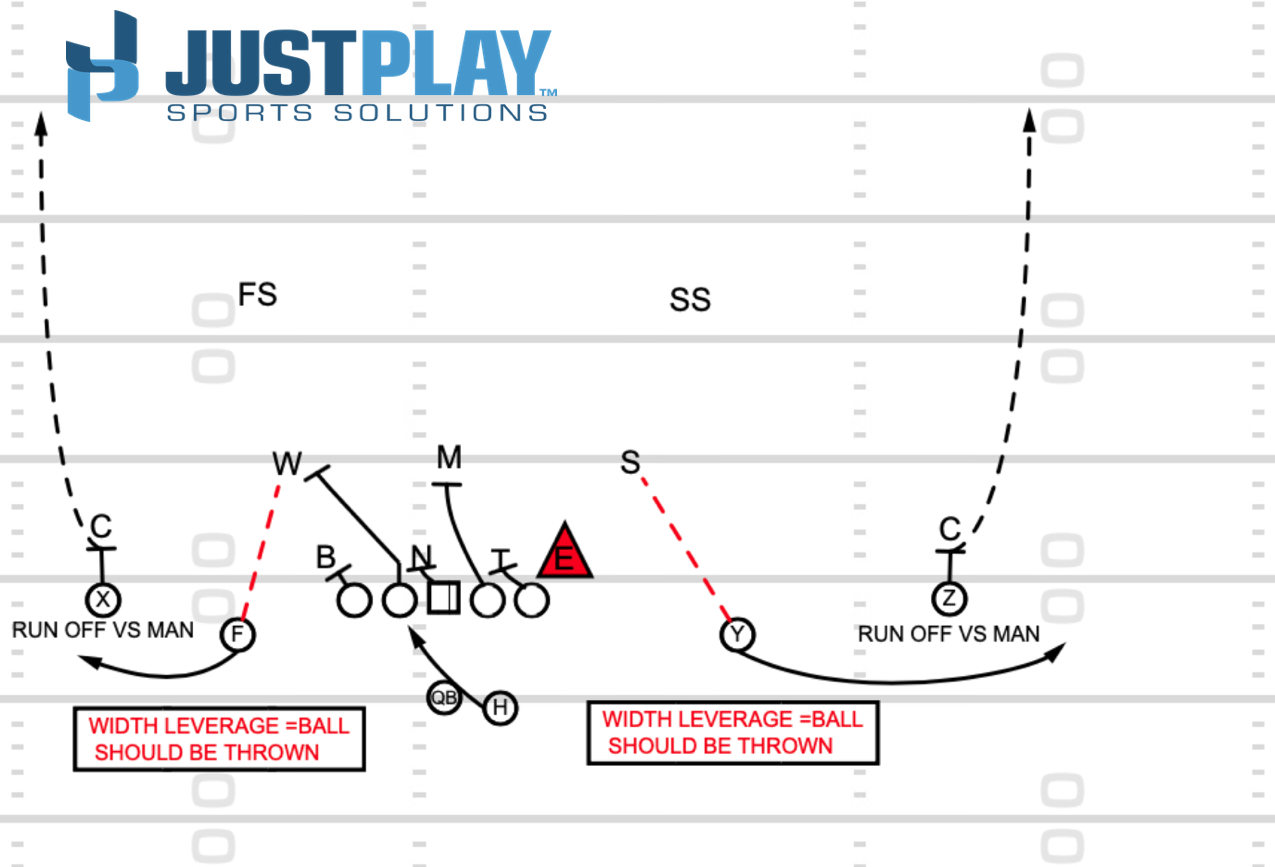 JUSTPLAY™
SPORTS SOLUTIONS
FS
SS
W
M
S
C
C
B
N
T
E
X
Z
RUN OFF VS MAN
F
Y
RUN OFF VS MAN
QB
H
WIDTH LEVERAGE =BALL
SHOULD BE THROWN
WIDTH LEVERAGE =BALL
SHOULD BE THROWN